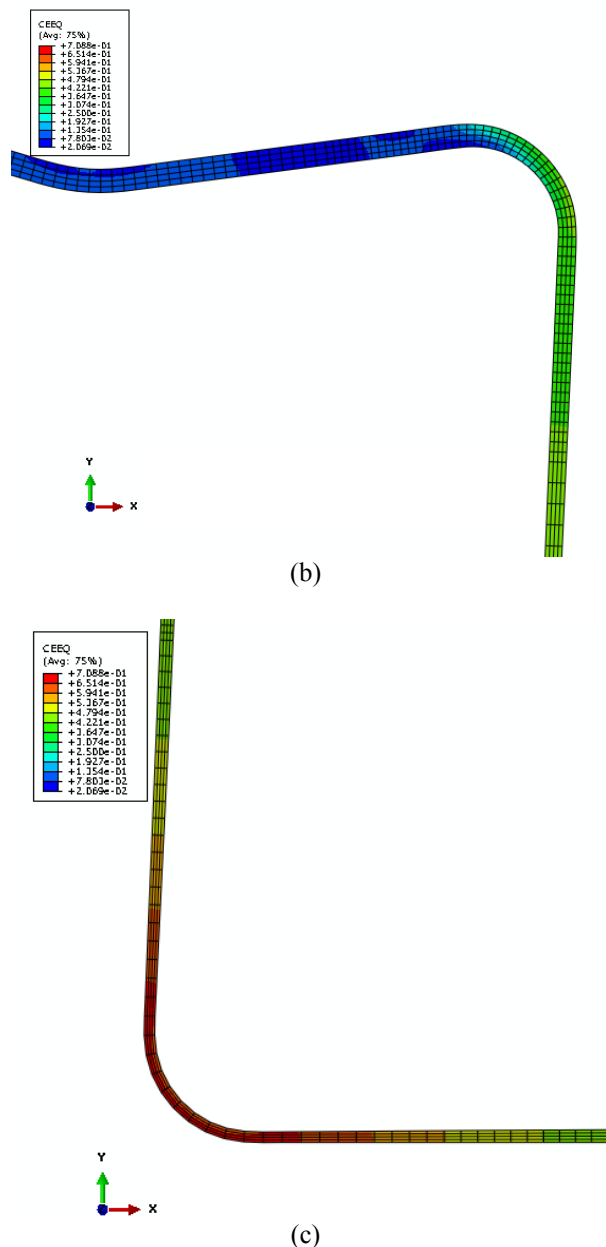 CEEQ
(Avg: 75%)
+7.088e-01
+6.514e-01
+5.941e-01
+5.367e-01
+4.794e-01
+4.221e-01
+3.647e-01
+3.074e-01
+2.500e-01
+1.927e-01
+1.354e-01
+7.803e-02
+2.069e-02
Y
X
(b)
CEEQ
(Avg: 75%)
+7.088e-01
+6.514e-01
+5.941e-01
+5.367e-01
+4.794e-01
+4.221e-01
+3.647e-01
+3.074e-01
+2.500e-01
+1.927e-01
+1.354e-01
+7.803e-02
+2.069e-02
Y
X
(c)